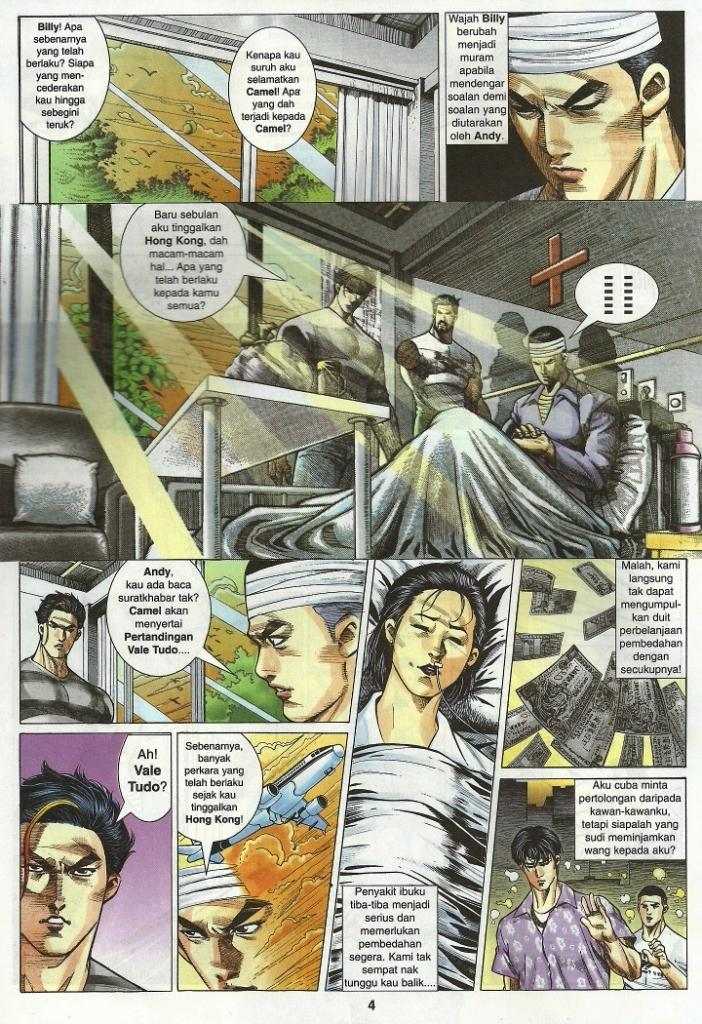 Billy! Apa
sebenarnya
yang telah
berlaku? Siapa
yang men-
cederakan
kau hingga
sebegini
teruk?
Kenapa kau
suruh aku
selamatkan
Camel! Apa
yang dah
terjadi kepada
Camel?
Wajah Billy
berubah
menjadi
muram
apabila
mendengar
soalan demi
soalan yang
diutarakan
oleh Andy.
Baru sebulan
aku tinggalkan
Hong Kong, dah
macam-macam
hal... Apa yang
telah berlaku
kepada kamu
semua?
Andy,
kau ada baca
suratkhabar tak?
Camel akan
menyertai
Pertandingan
Vale Tudo....
Ah!
Vale
Tudo?
Sebenarnya,
banyak
perkara yang
telah berlaku
sejak kau
tinggalkan
Hong Kong!
Penyakit ibuku
tiba-tiba menjadi
serius dan
memerlukan
pembedahan
segera. Kami tak
sempat nak
tunggu kau balik....
Malah, kami
langsung
tak dapat
mengumpul-
kan duit
perbelanjaan
pembedahan
dengan
secukupnya!
Aku cuba minta
pertolongan daripada
kawan-kawanku,
tetapi siapalah yang
sudi meminjamkan
wang kepada aku?
4